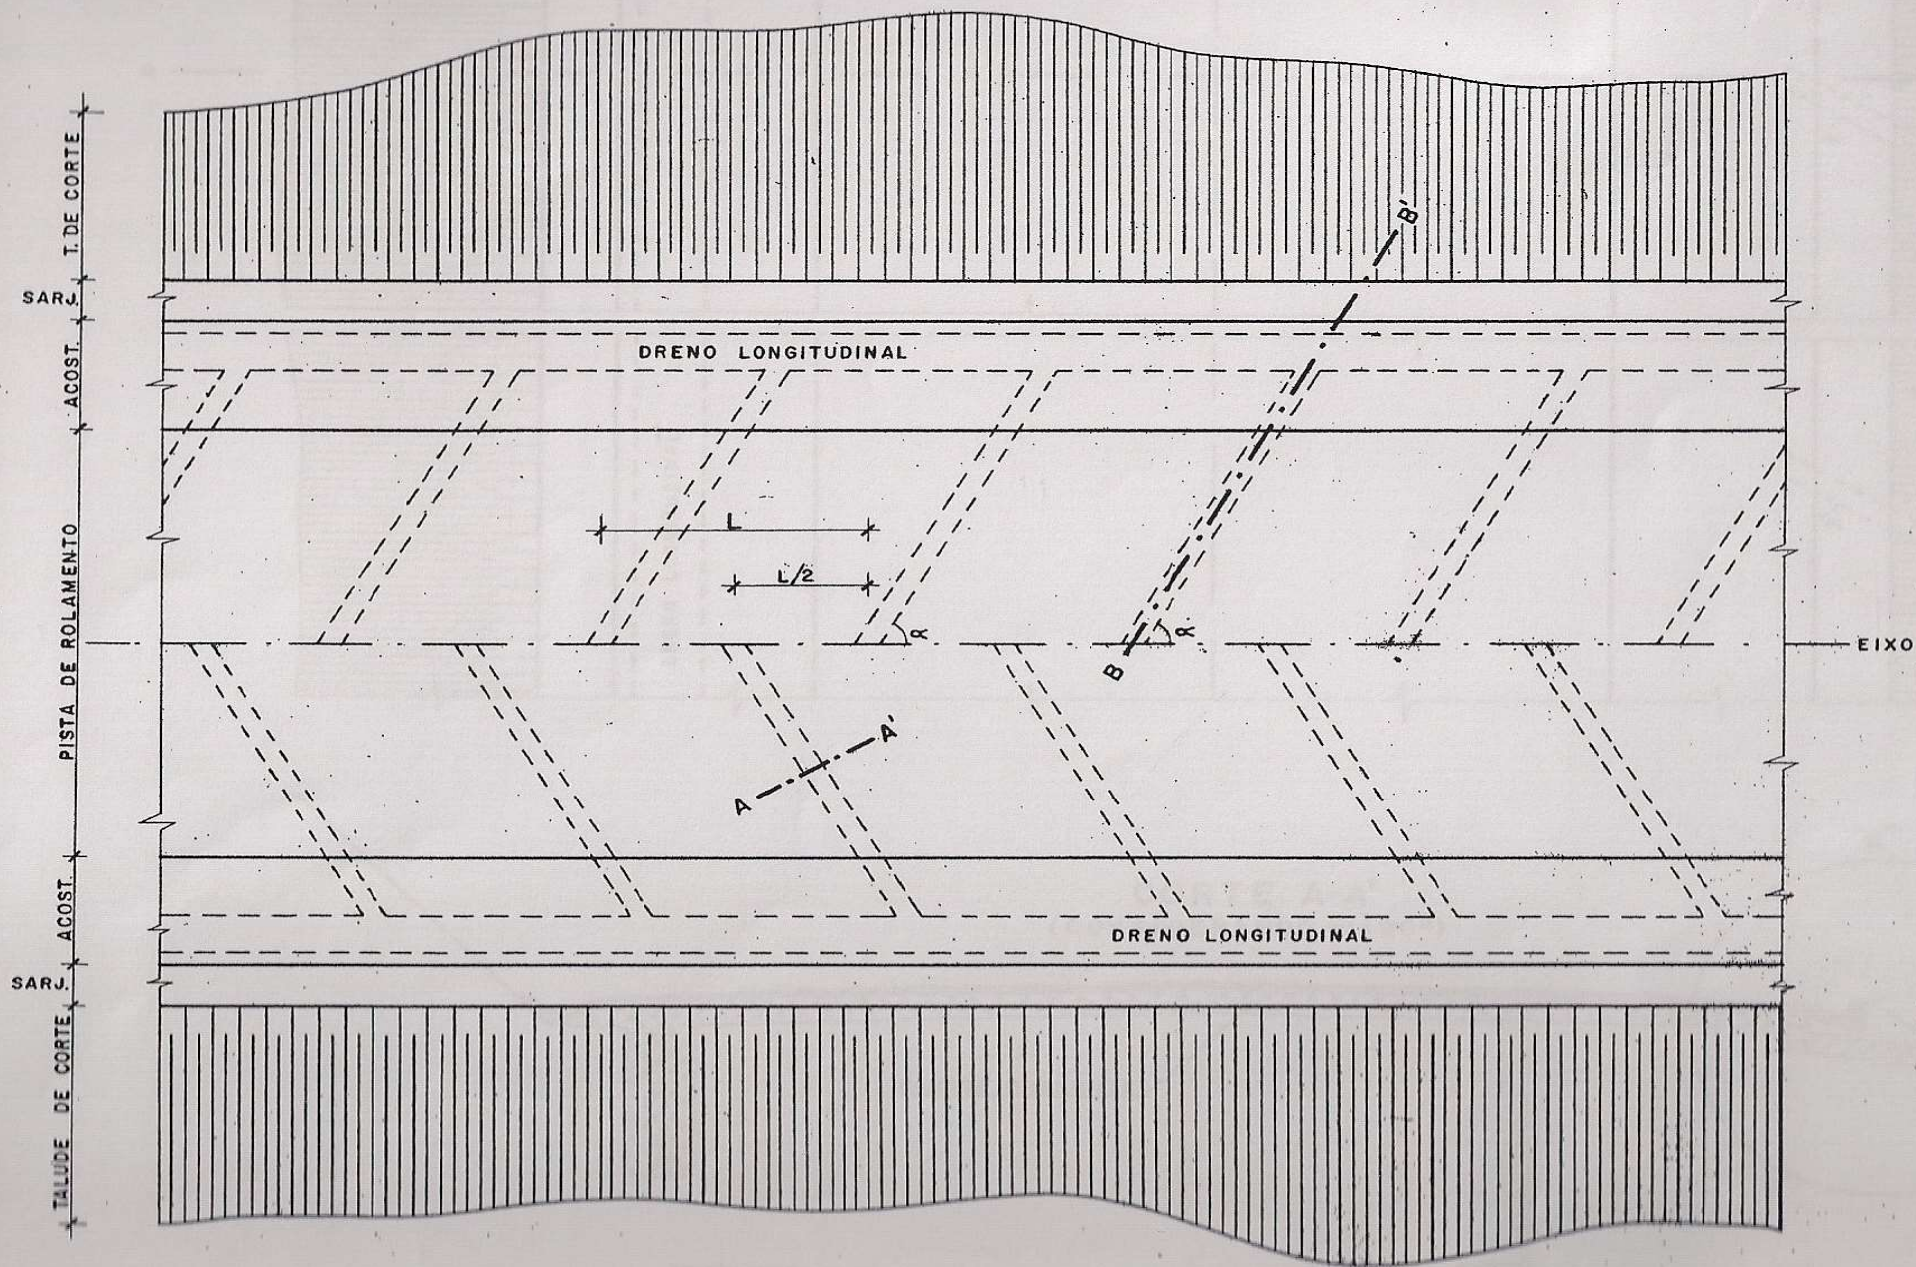 T. DE CORTE
SARJ.
ACOST.
PISTA DE ROLAMENTO
ACOST.
SARJ.
TALUDE DE CORTE
B'
DRENO LONGITUDINAL
L
L/2
α
α
EIXO
B
A'
A
DRENO LONGITUDINAL